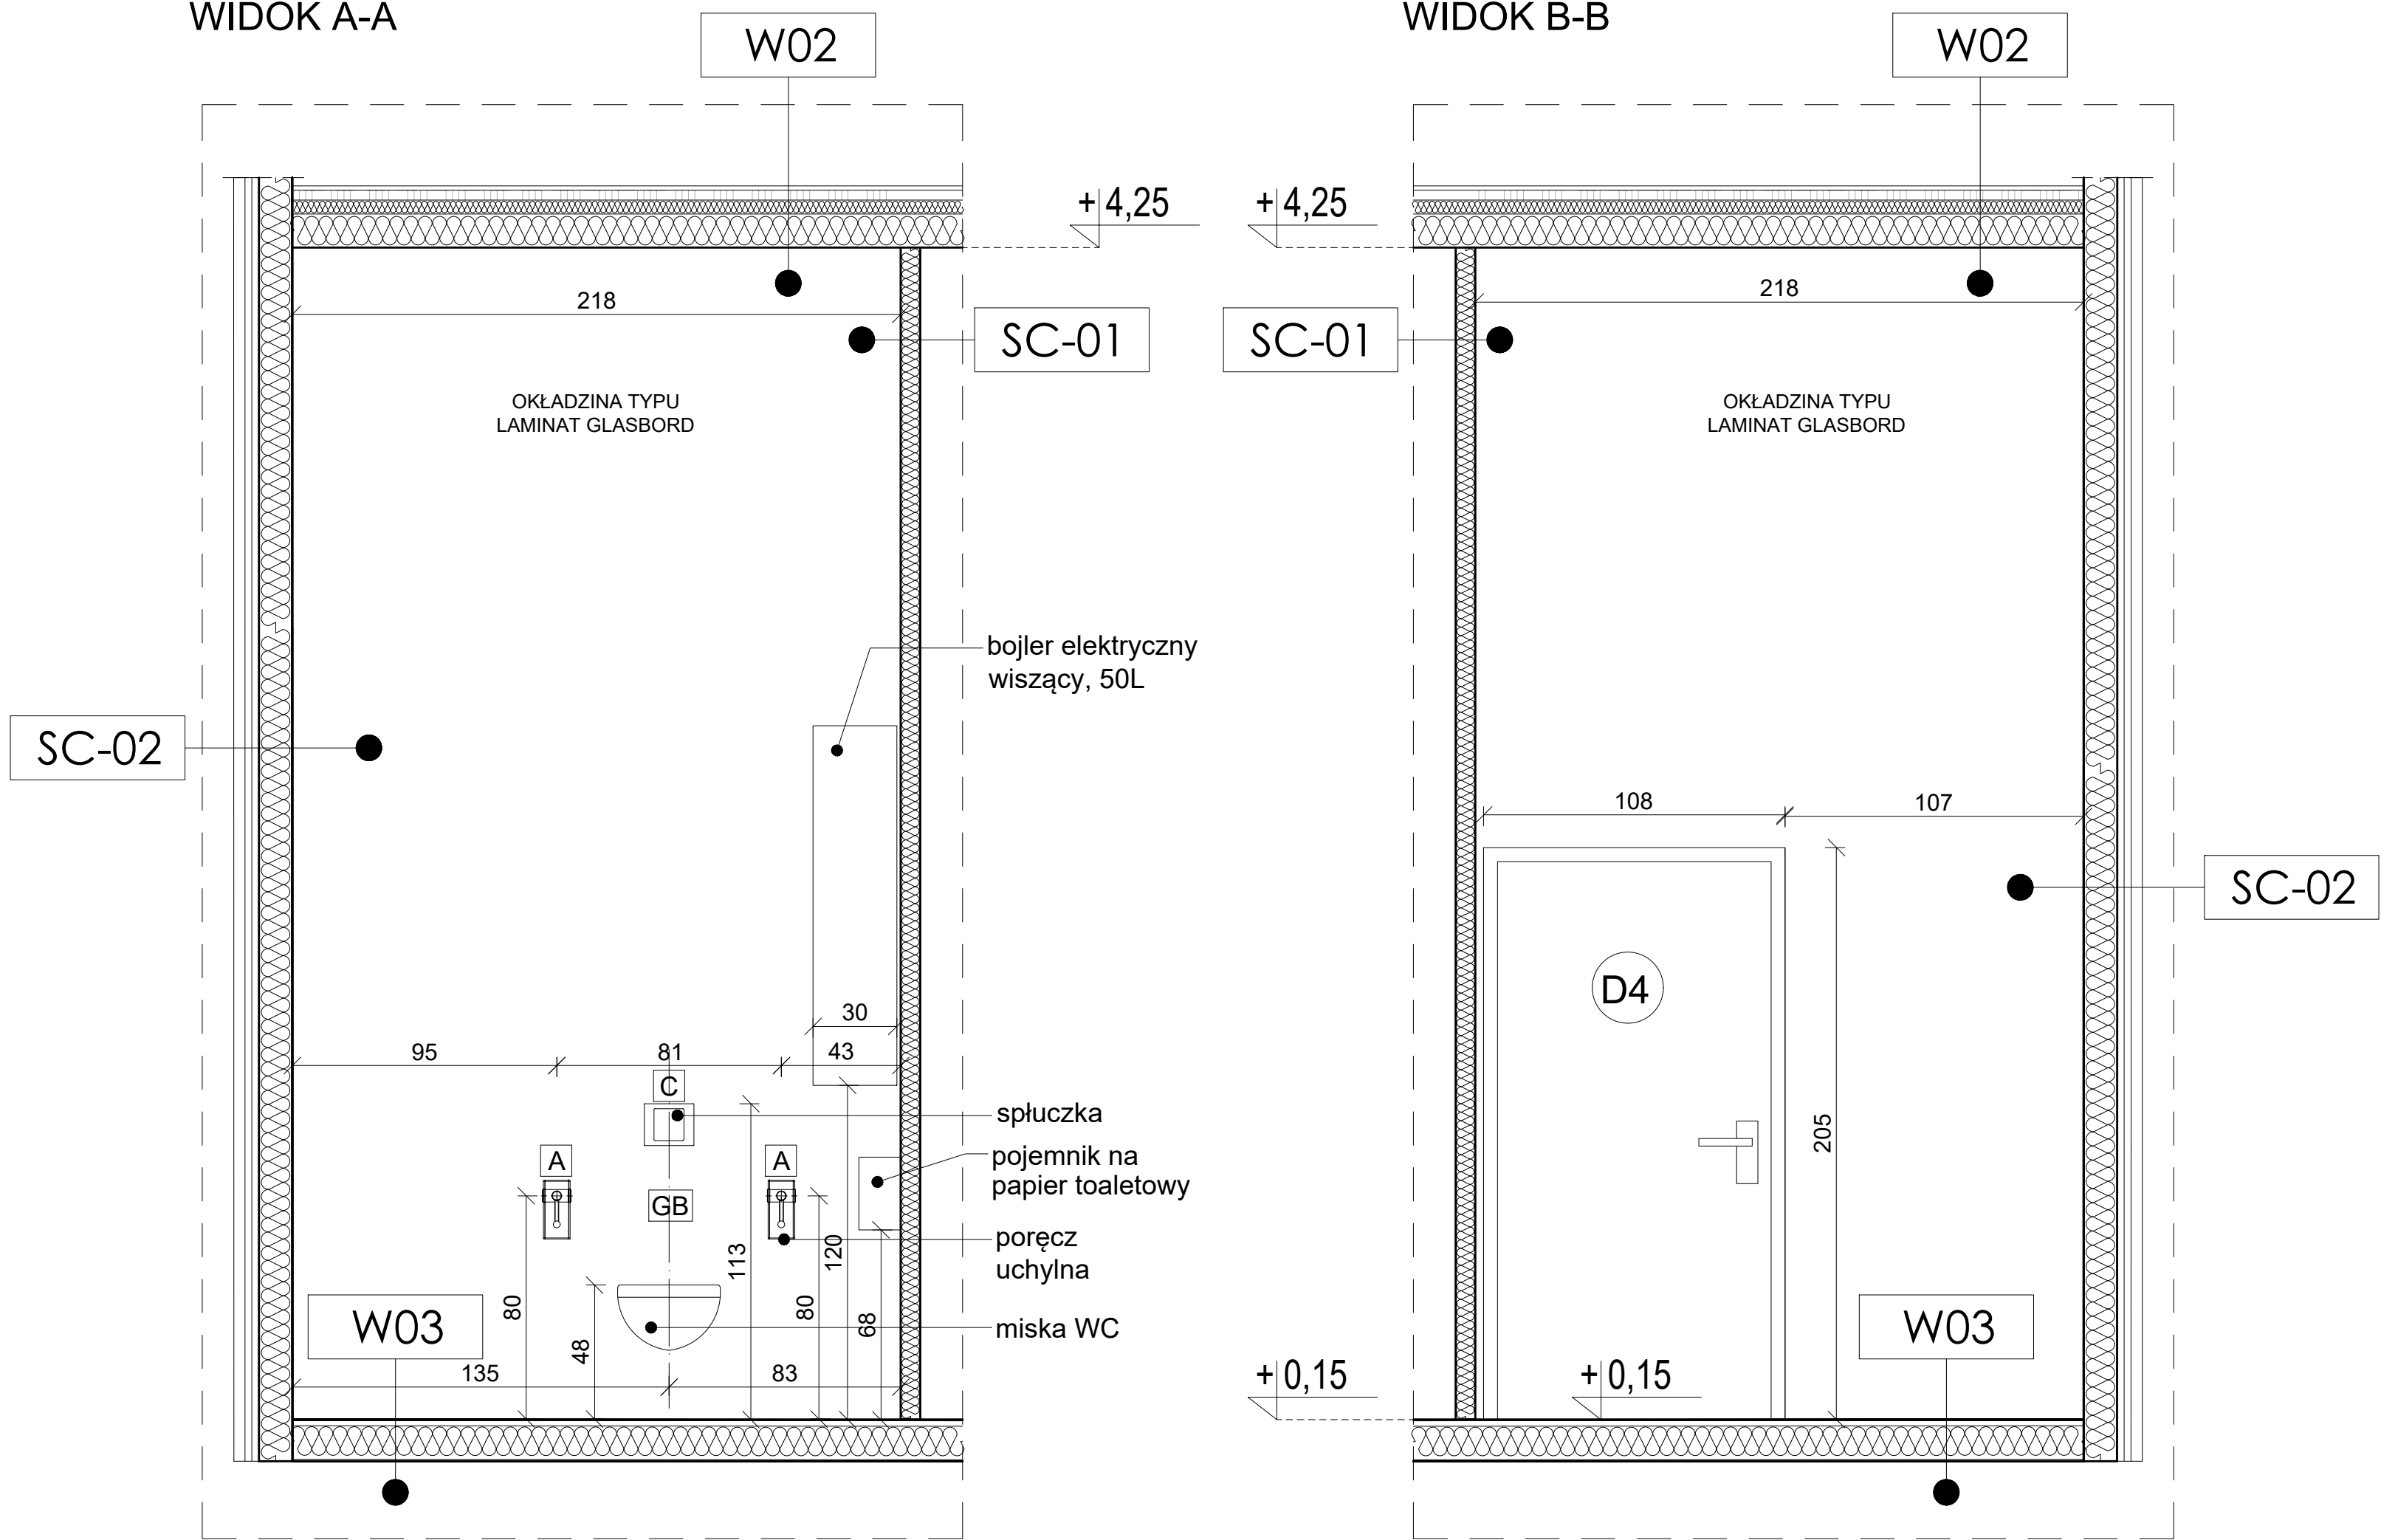 WIDOK A-A
W02
+4,25
218
SC-01
OKŁADZINA TYPU
LAMINAT GLASBORD
bojler elektryczny
wiszący, 50L
SC-02
30
95
81
43
C
spłuczka
A
A
pojemnik na
papier toaletowy
GB
poręcz
uchylna
113
120
80
48
80
68
miska WC
W03
135
83
WIDOK B-B
W02
+4,25
218
SC-01
OKŁADZINA TYPU
LAMINAT GLASBORD
108
107
SC-02
D4
205
W03
+0,15
+0,15